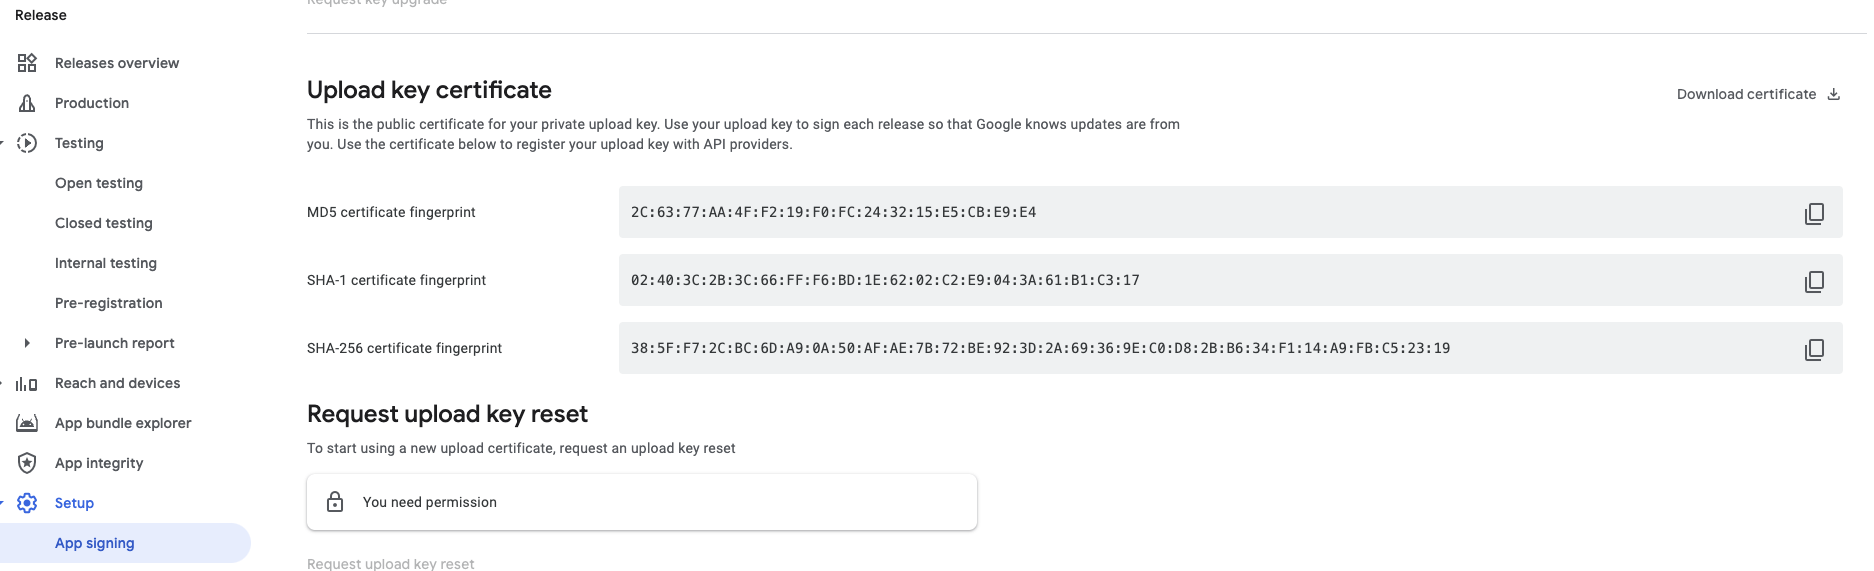 Release
Releases overview
Production
Testing
Open testing
Closed testing
Internal testing
Pre-registration
Pre-launch report
Reach and devices
App bundle explorer
App integrity
Setup
App signing
Request key upgrade
Upload key certificate
Download certificate
This is the public certificate for your private upload key. Use your upload key to sign each release so that Google knows updates are from
you. Use the certificate below to register your upload key with API providers.
MD5 certificate fingerprint
2C:63:77:AA:4F:F2:19:F0:FC:24:32:15:E5:CB:E9:E4
SHA-1 certificate fingerprint
02:40:3C:2B:3C:66:FF:F6:BD:1E:62:02:C2:E9:04:3A:61:B1:C3:17
SHA-256 certificate fingerprint
38:5F:F7:2C:BC:6D:A9:0A:50:AF:AE:7B:72:BE:92:3D:2A:69:36:9E:C0:D8:2B:B6:34:F1:14:A9:FB:C5:23:19
Request upload key reset
To start using a new upload certificate, request an upload key reset
You need permission
Request upload key reset